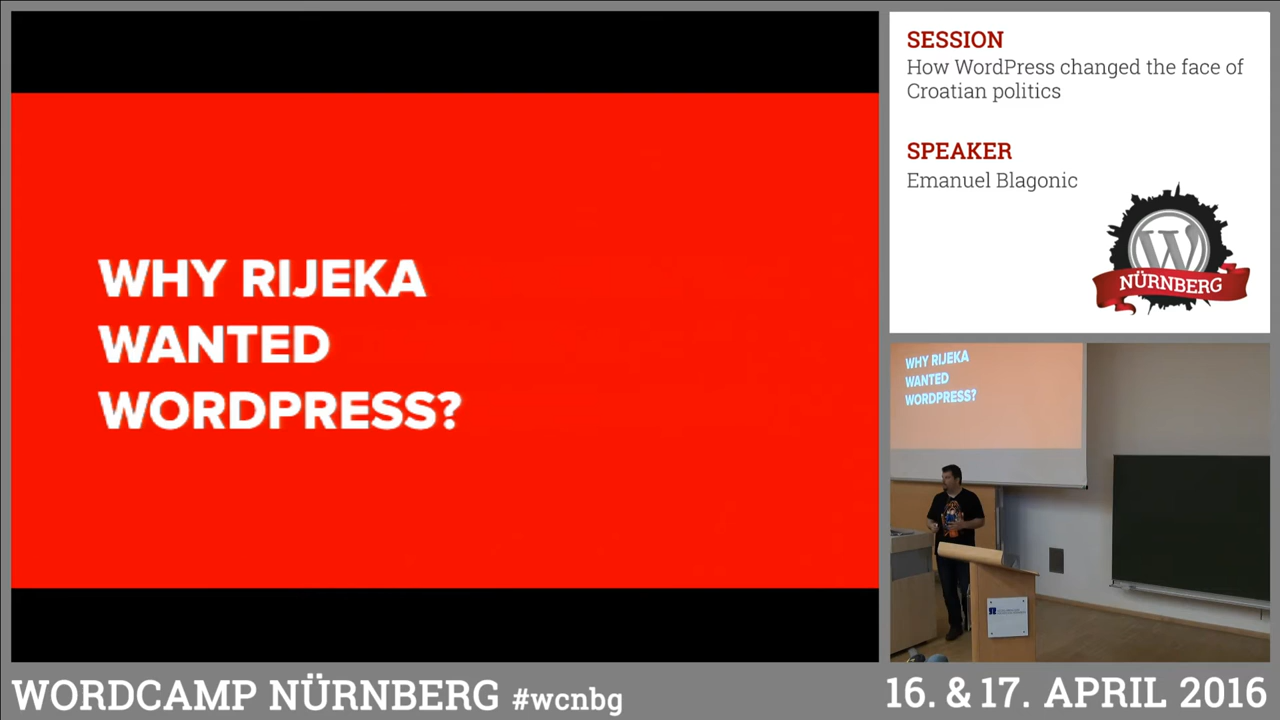 WHY RIJEKA
WANTED
WORDPRESS?
SESSION
How WordPress changed the face of
Croatian politics
SPEAKER
Emanuel Blagonic
W
NÜRNBERG
WHY RIJEKA
WANTED
WORDPRESS?
WORDCAMP NÜRNBERG #wcnbg
16. & 17. APRIL 2016